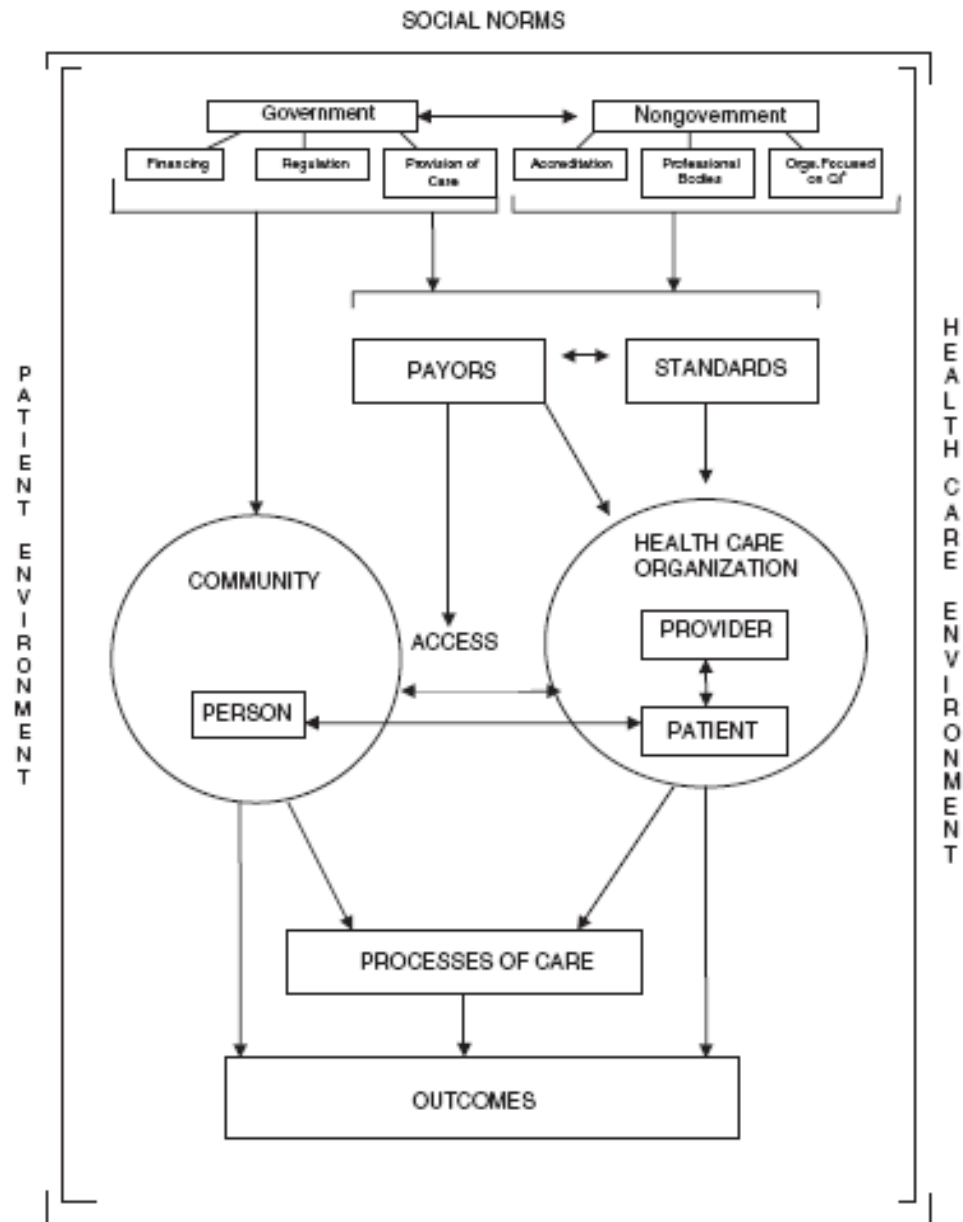 SOCIAL NORMS
Government
Nongovernment
Financing
Regulation
Provision of
Care
Accreditation
Professional
Bodies
Orgs. Focused
on QI*
PAYORS
STANDARDS
PATIENT ENVIRONMENT
HEALTH CARE ENVIRONMENT
COMMUNITY
HEALTH CARE
ORGANIZATION
ACCESS
PROVIDER
PERSON
PATIENT
PROCESSES OF CARE
OUTCOMES